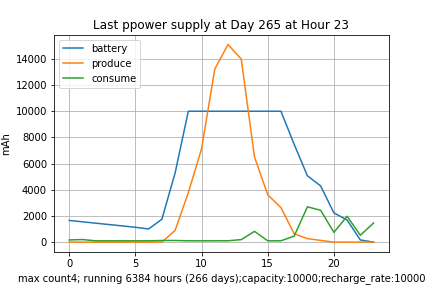 Last ppower supply at Day 265 at Hour 23
battery
produce
consume
mAh
14000
12000
10000
8000
6000
4000
2000
0
0 5 10 15 20
max count4; running 6384 hours (266 days);capacity:10000;recharge_rate:10000